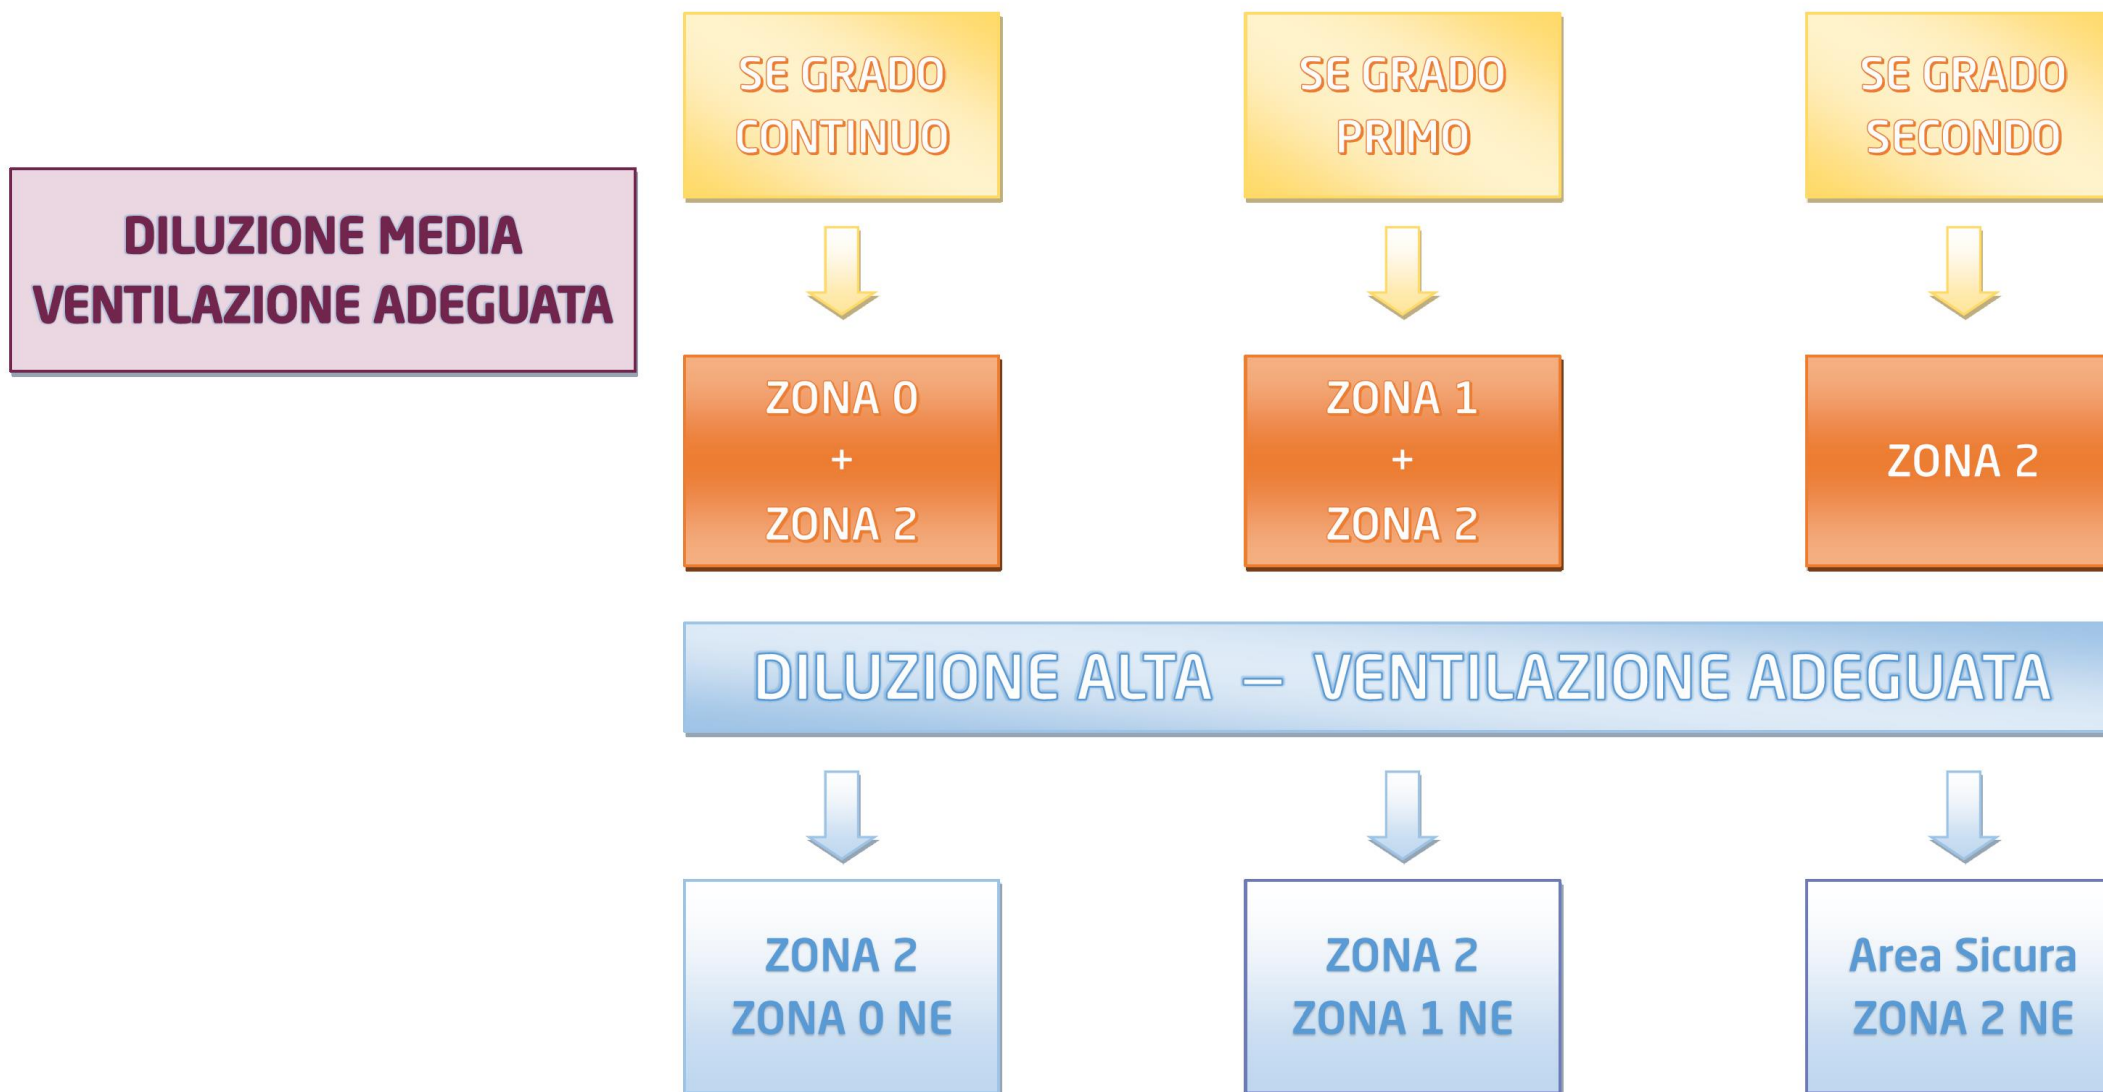 SE GRADO
CONTINUO
SE GRADO
PRIMO
SE GRADO
SECONDO
DILUZIONE MEDIA
VENTILAZIONE ADEGUATA
ZONA 0
+
ZONA 2
ZONA 1
+
ZONA 2
ZONA 2
DILUZIONE ALTA – VENTILAZIONE ADEGUATA
ZONA 2
ZONA 0 NE
ZONA 2
ZONA 1 NE
Area Sicura
ZONA 2 NE